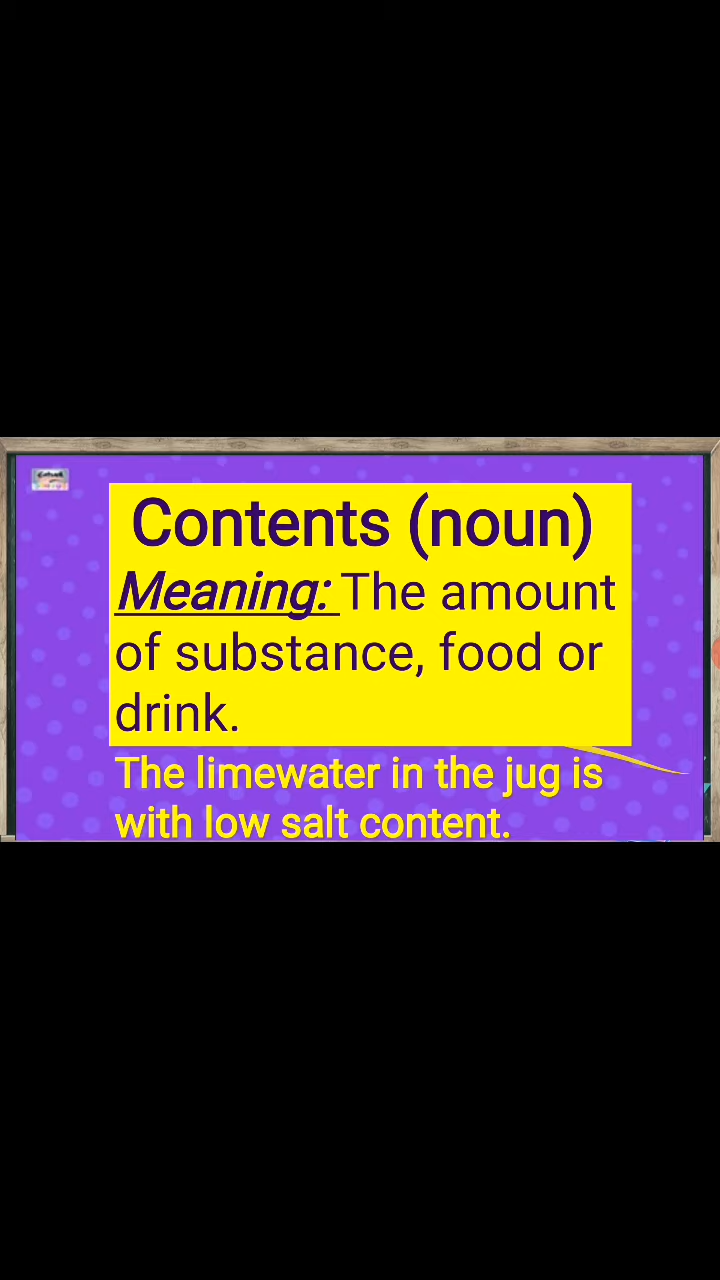 Contents (noun)
Meaning: The amount
of substance, food or
drink.
The limewater in the jug is
with low salt content.